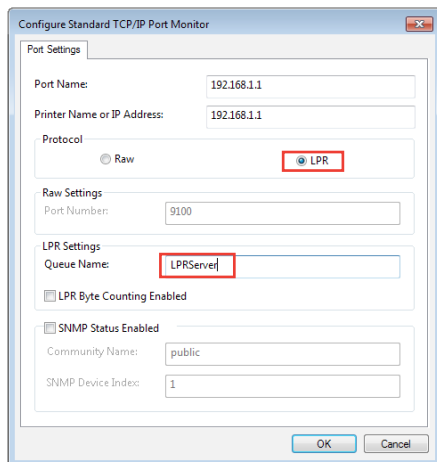 Configure Standard TCP/IP Port Monitor
Port Settings
Port Name: 192.168.1.1
Printer Name or IP Address: 192.168.1.1
Protocol
Raw LPR
Raw Settings
Port Number: 9100
LPR Settings
Queue Name: LPRServer
LPR Byte Counting Enabled
SNMP Status Enabled
Community Name: public
SNMP Device Index: 1
OK Cancel